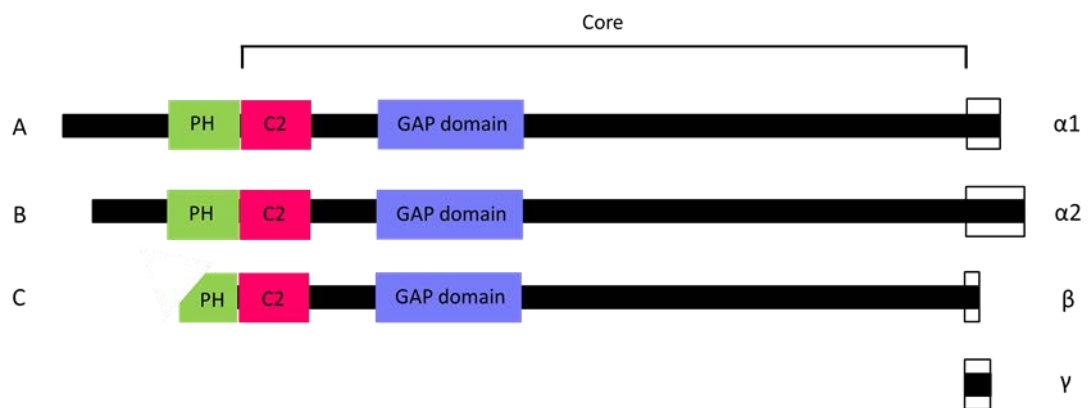 Core
A PH C2 GAP domain α1
B PH C2 GAP domain α2
C PH C2 GAP domain β
γ